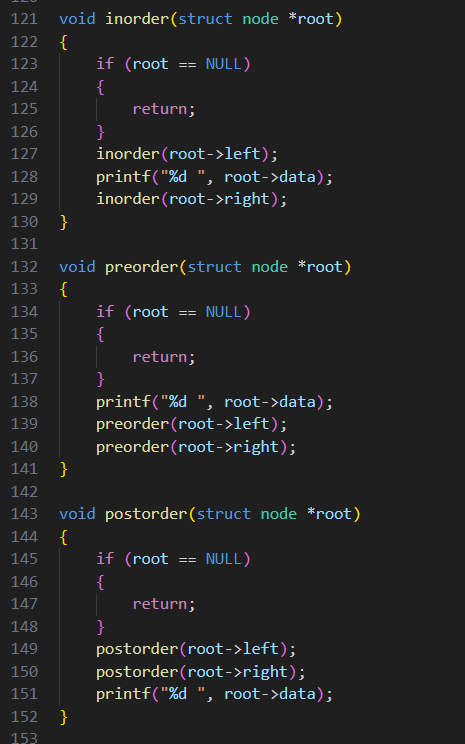 121 void inorder(struct node *root)
122 {
123     if (root == NULL)
124     {
125         return;
126     }
127     inorder(root->left);
128     printf("%d ", root->data);
129     inorder(root->right);
130 }
131
132 void preorder(struct node *root)
133 {
134     if (root == NULL)
135     {
136         return;
137     }
138     printf("%d ", root->data);
139     preorder(root->left);
140     preorder(root->right);
141 }
142
143 void postorder(struct node *root)
144 {
145     if (root == NULL)
146     {
147         return;
148     }
149     postorder(root->left);
150     postorder(root->right);
151     printf("%d ", root->data);
152 }
153